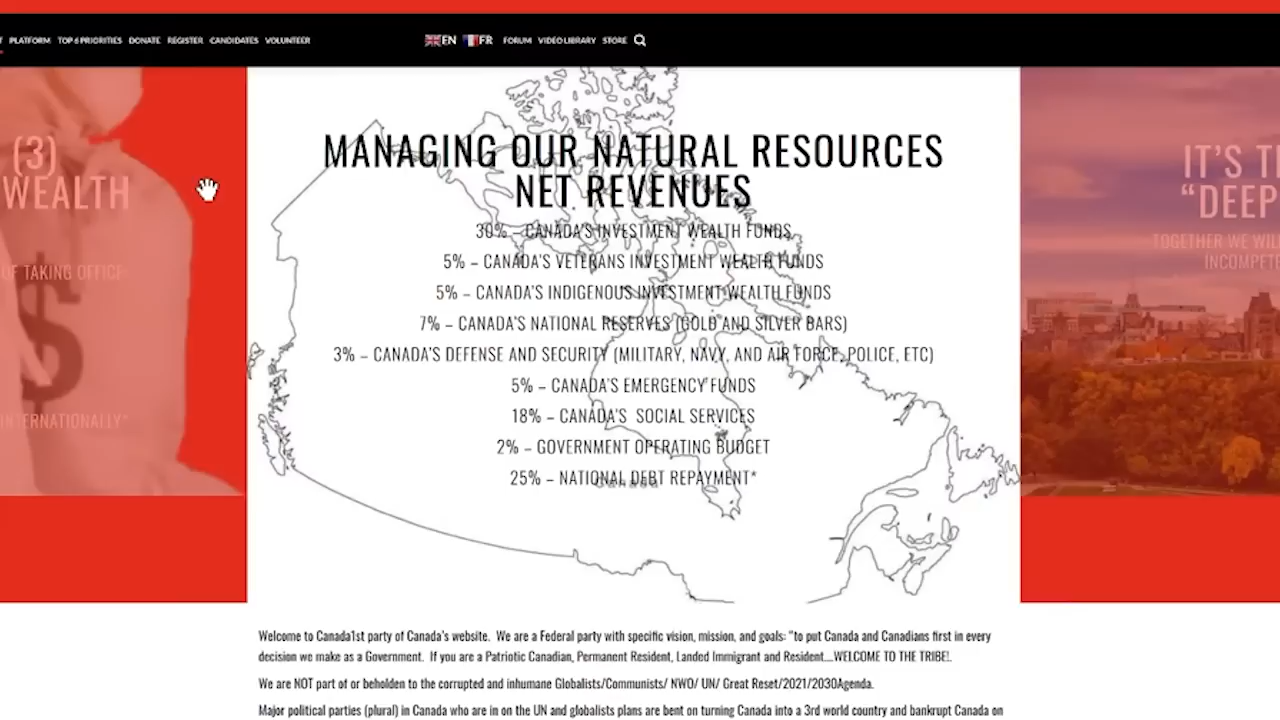 T PLATFORM TOP 6 PRIORITIES DONATE REGISTER CANDIDATES VOLUNTEER EN FR FORUM VIDEO LIBRARY STORE
(3)
WEALTH
OF TAKING OFFICE
$
INTERNATIONALLY*
MANAGING OUR NATURAL RESOURCES
NET REVENUES
30% – CANADA'S INVESTMENT WEALTH FUNDS
5% – CANADA'S VETERANS INVESTMENT WEALTH FUNDS
5% – CANADA'S INDIGENOUS INVESTMENT WEALTH FUNDS
7% – CANADA'S NATIONAL RESERVES (GOLD AND SILVER BARS)
3% – CANADA'S DEFENSE AND SECURITY (MILITARY, NAVY, AND AIR FORCE, POLICE, ETC)
5% – CANADA'S EMERGENCY FUNDS
18% – CANADA'S SOCIAL SERVICES
2% – GOVERNMENT OPERATING BUDGET
25% – NATIONAL DEBT REPAYMENT*
Canada
IT'S T
"DEEP
TOGETHER WE WIL
INCOMPET
Welcome to Canada1st party of Canada's website. We are a Federal party with specific vision, mission, and goals: "to put Canada and Canadians first in every
decision we make as a Government. If you are a Patriotic Canadian, Permanent Resident, Landed Immigrant and Resident....WELCOME TO THE TRIBE!.
We are NOT part of or beholden to the corrupted and inhumane Globalists/Communists/ NWO/ UN/ Great Reset/2021/2030Agenda.
Major political parties (plural) in Canada who are in on the UN and globalists plans are bent on turning Canada into a 3rd world country and bankrupt Canada on